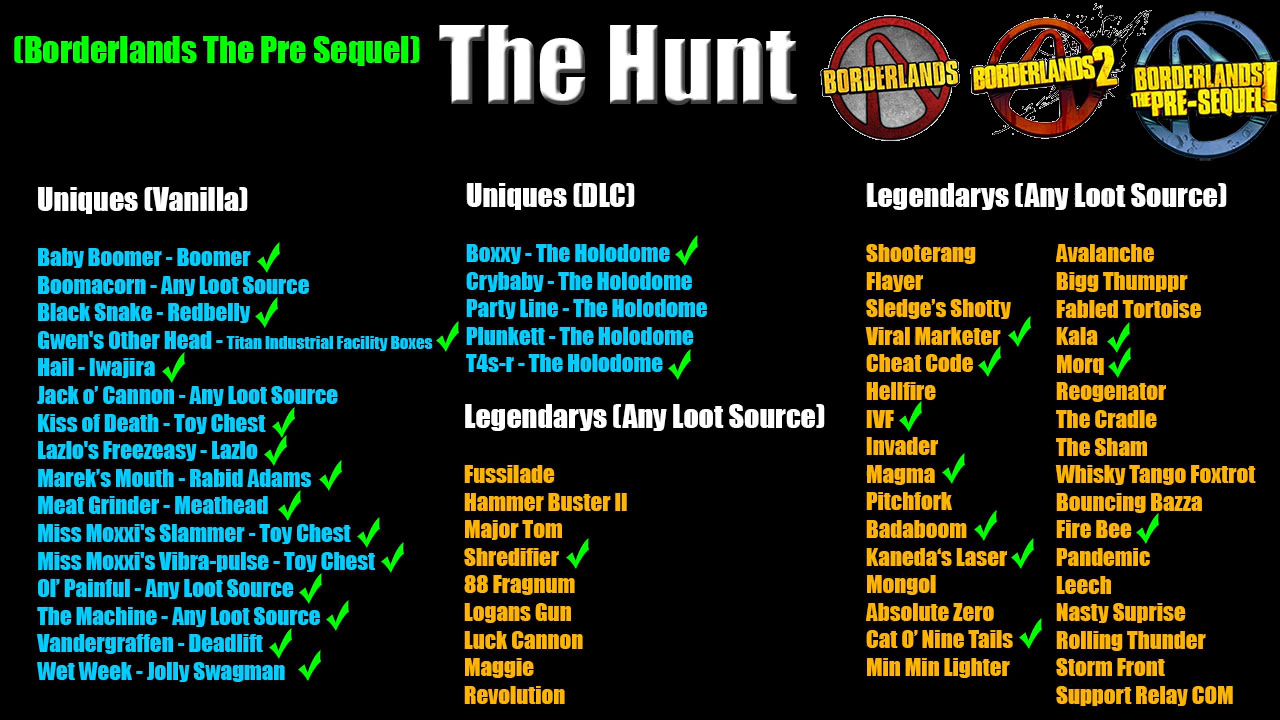 (Borderlands The Pre Sequel)
The Hunt
BORDERLANDS
BORDERLANDS 2
BORDERLANDS
THE PRE-SEQUEL!
Uniques (Vanilla)
Baby Boomer - Boomer
Boomacorn - Any Loot Source
Black Snake - Redbelly
Gwen's Other Head - Titan Industrial Facility Boxes
Hail - Iwajira
Jack o’ Cannon - Any Loot Source
Kiss of Death - Toy Chest
Lazlo's Freezeasy - Lazlo
Marek’s Mouth - Rabid Adams
Meat Grinder - Meathead
Miss Moxxi's Slammer - Toy Chest
Miss Moxxi's Vibra-pulse - Toy Chest
Ol’ Painful - Any Loot Source
The Machine - Any Loot Source
Vandergraffen - Deadlift
Wet Week - Jolly Swagman
Uniques (DLC)
Boxxy - The Holodome
Crybaby - The Holodome
Party Line - The Holodome
Plunkett - The Holodome
T4s-r - The Holodome
Legendarys (Any Loot Source)
Fussilade
Hammer Buster II
Major Tom
Shredifier
88 Fragnum
Logans Gun
Luck Cannon
Maggie
Revolution
Legendarys (Any Loot Source)
Shooterang
Flayer
Sledge’s Shotty
Viral Marketer
Cheat Code
Hellfire
IVF
Invader
Magma
Pitchfork
Badaboom
Kaneda‘s Laser
Mongol
Absolute Zero
Cat O’ Nine Tails
Min Min Lighter
Avalanche
Bigg Thumppr
Fabled Tortoise
Kala
Morq
Reogenator
The Cradle
The Sham
Whisky Tango Foxtrot
Bouncing Bazza
Fire Bee
Pandemic
Leech
Nasty Suprise
Rolling Thunder
Storm Front
Support Relay COM